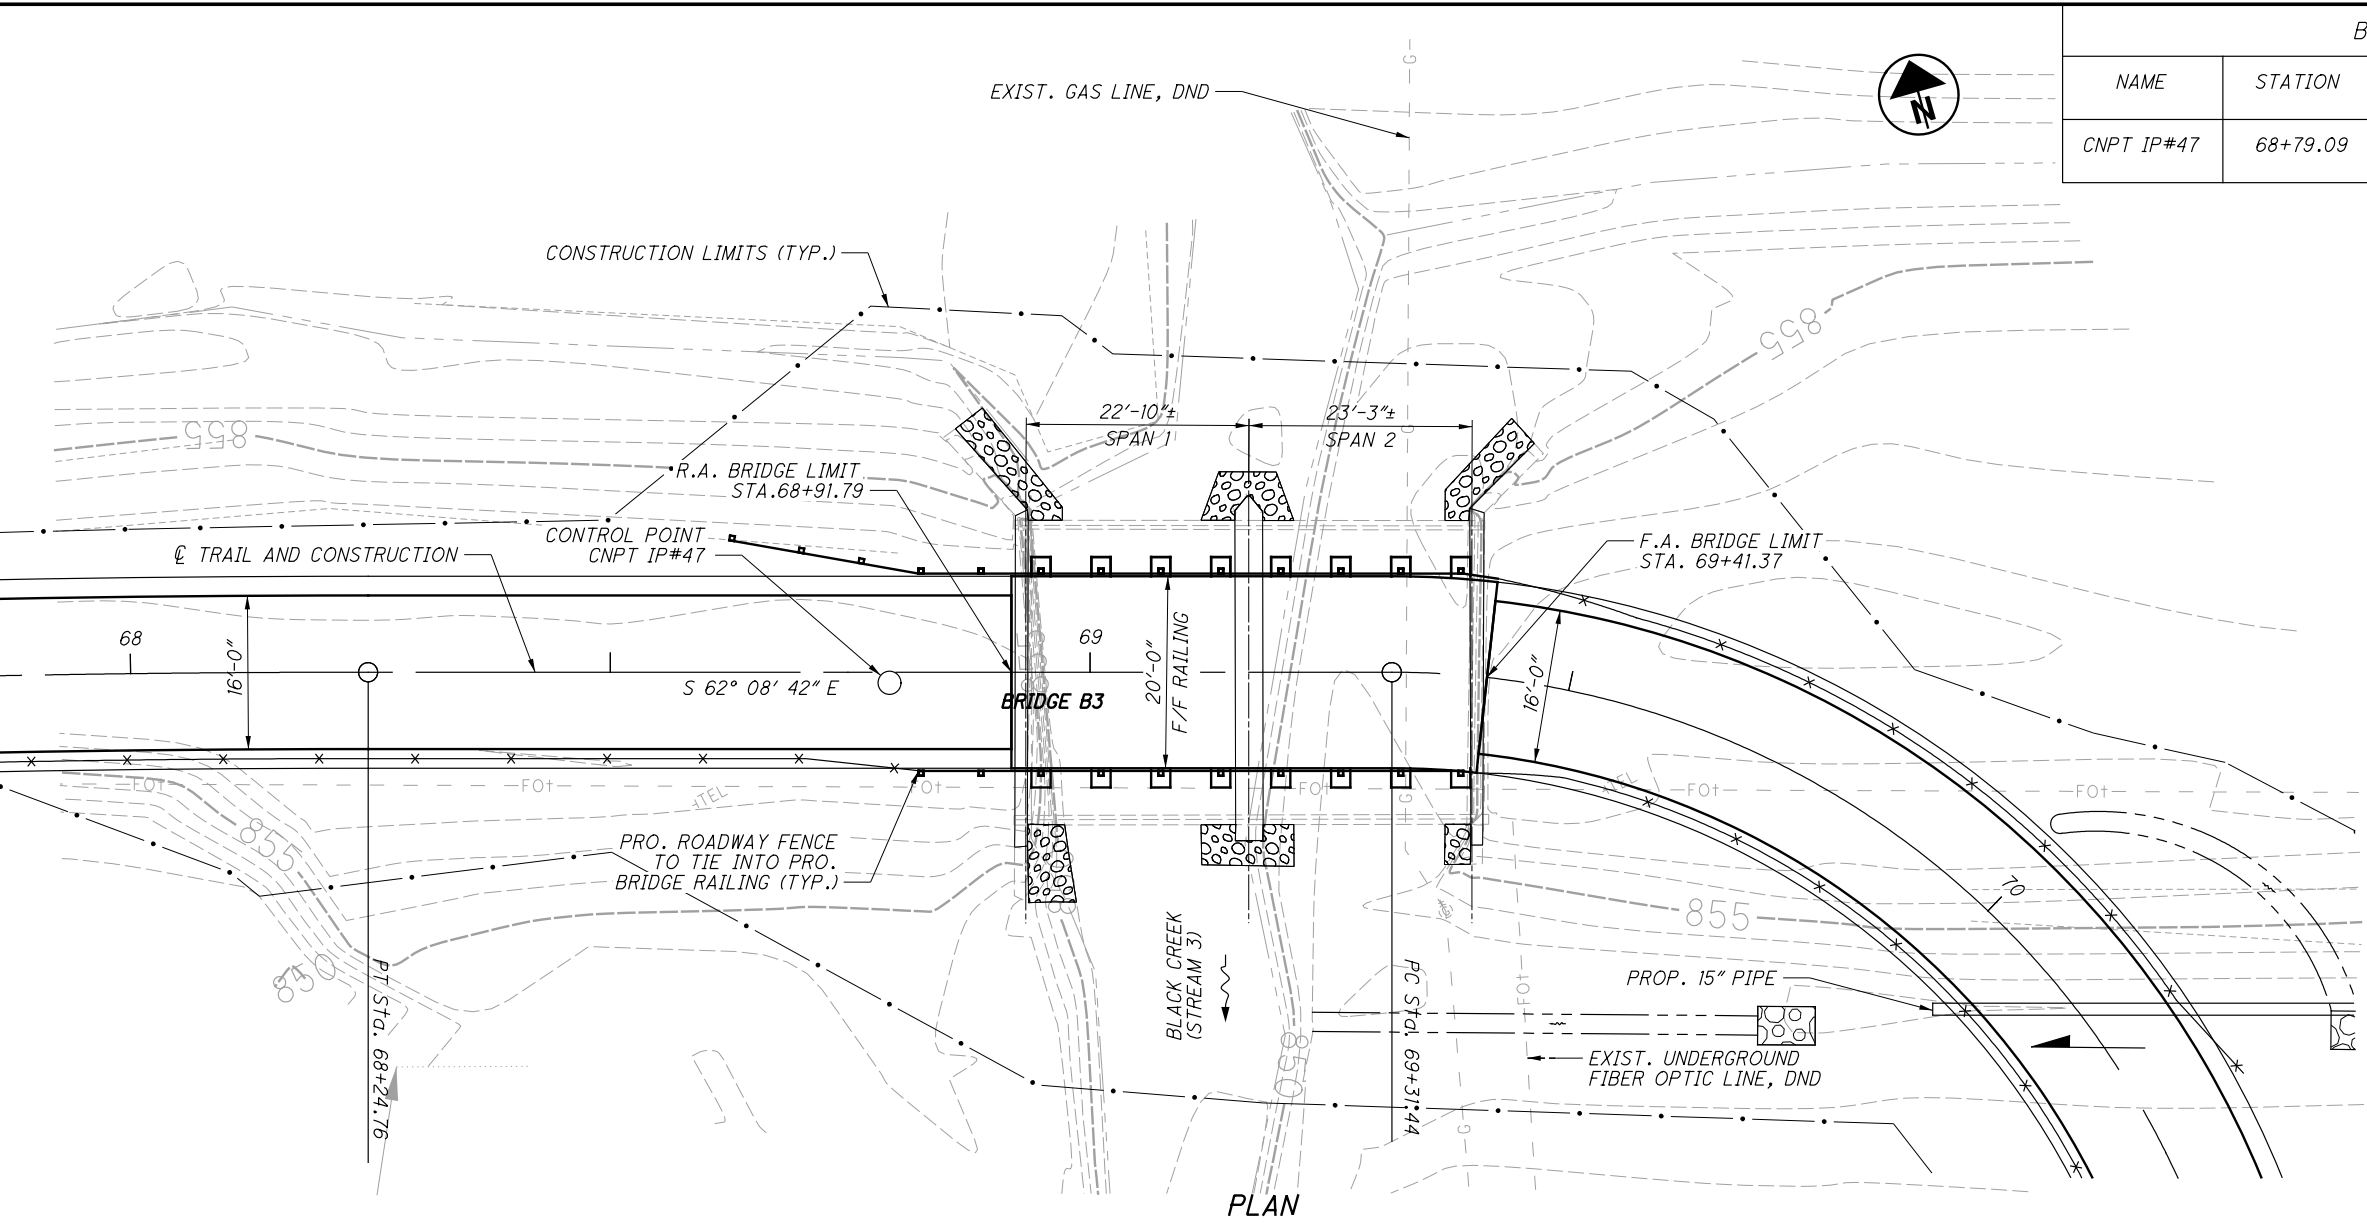 B
NAME
STATION
CNPT IP#47
68+79.09
N
G
EXIST. GAS LINE, DND
CONSTRUCTION LIMITS (TYP.)
855
855
22'-10"±
SPAN 1
23'-3"±
SPAN 2
G
R.A. BRIDGE LIMIT
STA.68+91.79
CONTROL POINT
CNPT IP#47
℄ TRAIL AND CONSTRUCTION
F.A. BRIDGE LIMIT
STA. 69+41.37
68
16'-0"
69
S 62° 08' 42" E
BRIDGE B3
20'-0"
F/F RAILING
16'-0"
FOt
FOt
ITEL
FOt
FOt
G
ITEL
FOt
FOt
PRO. ROADWAY FENCE
TO TIE INTO PRO.
BRIDGE RAILING (TYP.)
855
850
855
70
BLACK CREEK
(STREAM 3)
PT Sta. 68+24.76
PC Sta. 69+31.44
PROP. 15" PIPE
FOt
850
EXIST. UNDERGROUND
FIBER OPTIC LINE, DND
G
PLAN